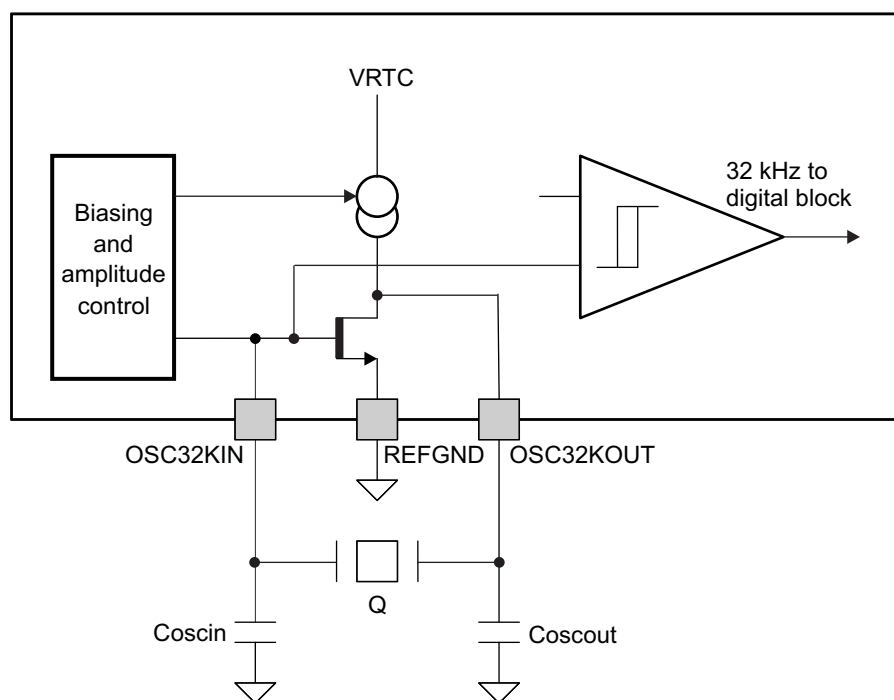 VRTC
32 kHz to
digital block
Biasing
and
amplitude
control
OSC32KIN
REFGND
OSC32KOUT
Q
Coscin
Coscout